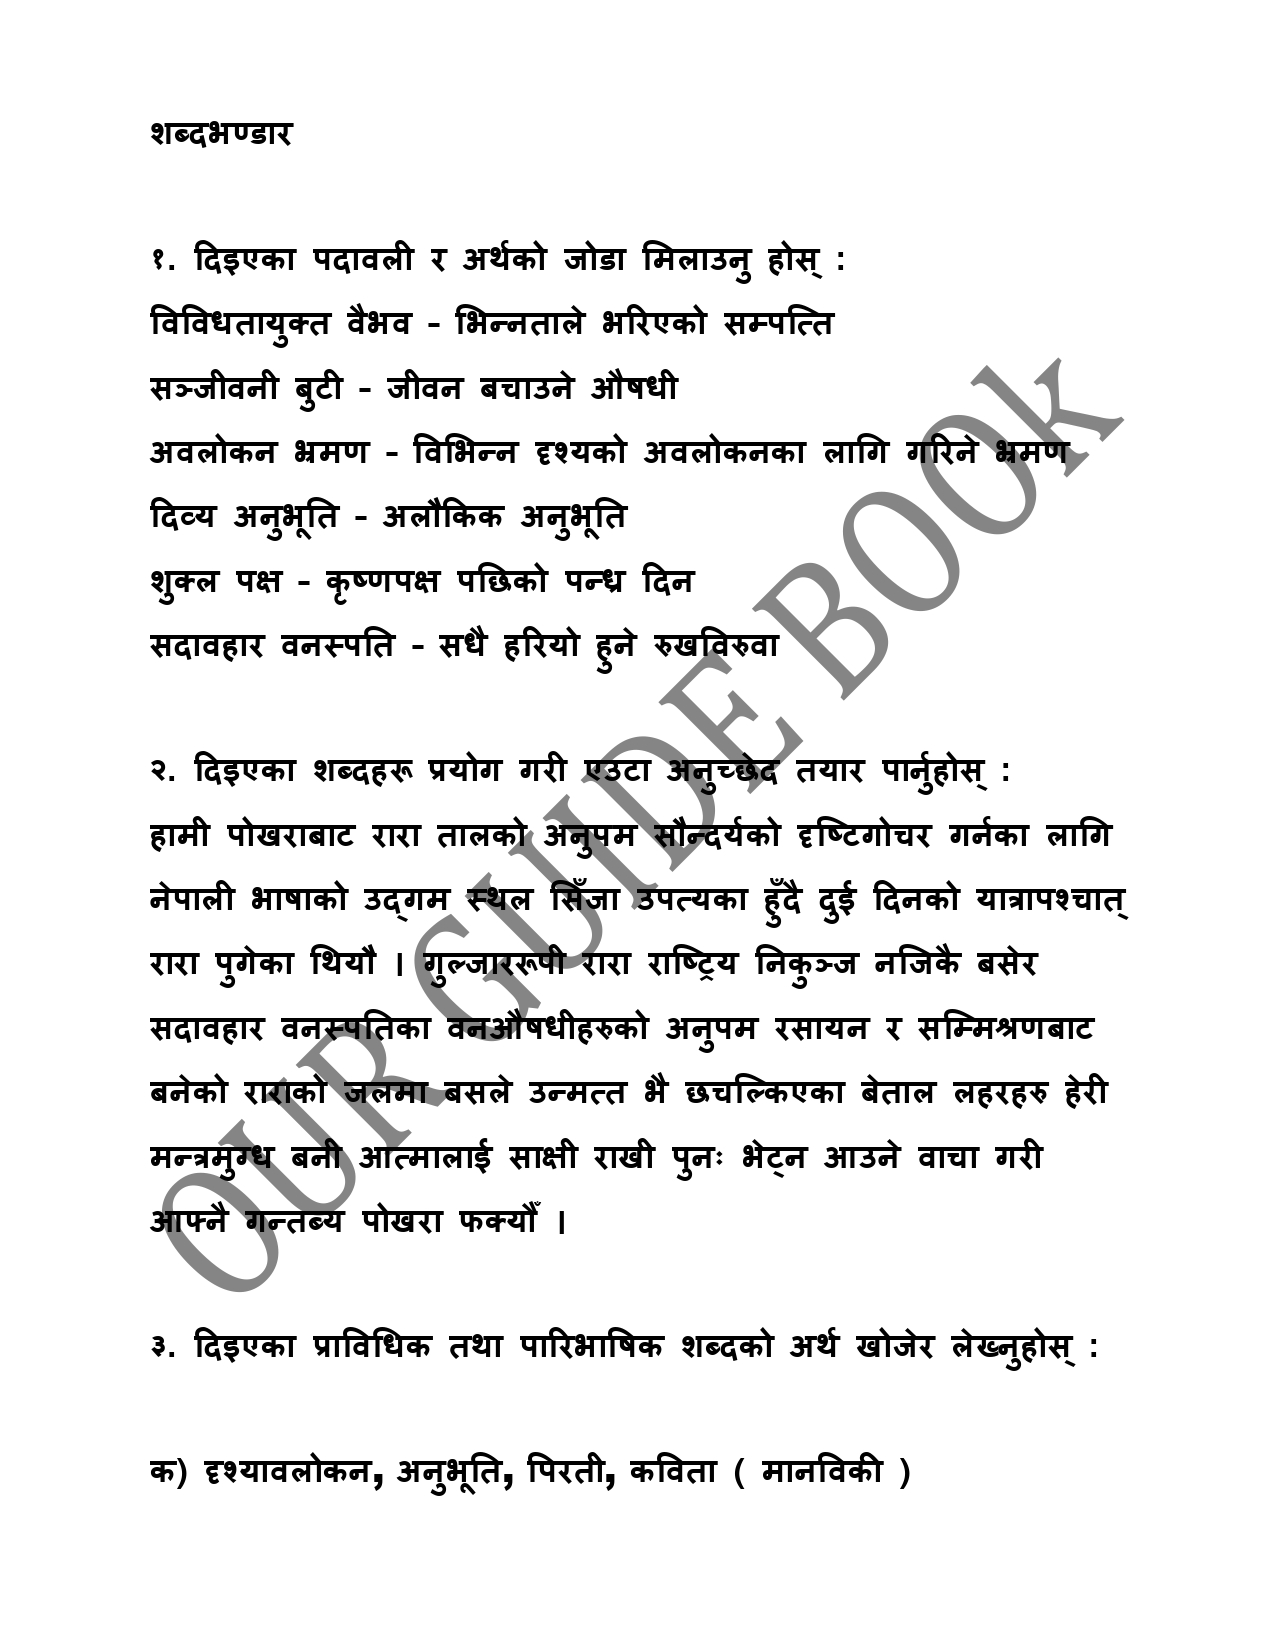 शब्दभण्डार
१. दिइएका पदावली र अर्थको जोडा मिलाउनु होस् :
विविधतायुक्त वैभव – भिन्नताले भरिएको सम्पत्ति
सञ्जीवनी बुटी – जीवन बचाउने औषधी
अवलोकन भ्रमण – विभिन्न दृश्यको अवलोकनका लागि गरिने भ्रमण
दिव्य अनुभूति – अलौकिक अनुभूति
शुक्ल पक्ष – कृष्णपक्ष पछिको पन्ध्र दिन
सदावहार वनस्पति – सधै हरियो हुने रुखविरुवा
२. दिइएका शब्दहरू प्रयोग गरी एउटा अनुच्छेद तयार पार्नुहोस् :
हामी पोखराबाट रारा तालको अनुपम सौन्दर्यको दृष्टिगोचर गर्नका लागि
नेपाली भाषाको उद्‌गम स्थल सिँजा उपत्यका हुँदै दुई दिनको यात्रापश्चात्
रारा पुगेका थियौ । गुल्जाररूपी रारा राष्ट्रिय निकुञ्ज नजिकै बसेर
सदावहार वनस्पतिका वनऔषधीहरुको अनुपम रसायन र सम्मिश्रणबाट
बनेको राराको जलमा बसले उन्मत्त भै छचल्किएका बेताल लहरहरु हेरी
मन्त्रमुग्ध बनी आत्मालाई साक्षी राखी पुनः भेट्न आउने वाचा गरी
आफ्नै गन्तब्य पोखरा फक्यौँ ।
३. दिइएका प्राविधिक तथा पारिभाषिक शब्दको अर्थ खोजेर लेख्नुहोस् :
क) दृश्यावलोकन, अनुभूति, पिरती, कविता ( मानविकी )
OUR GUIDE BOOk